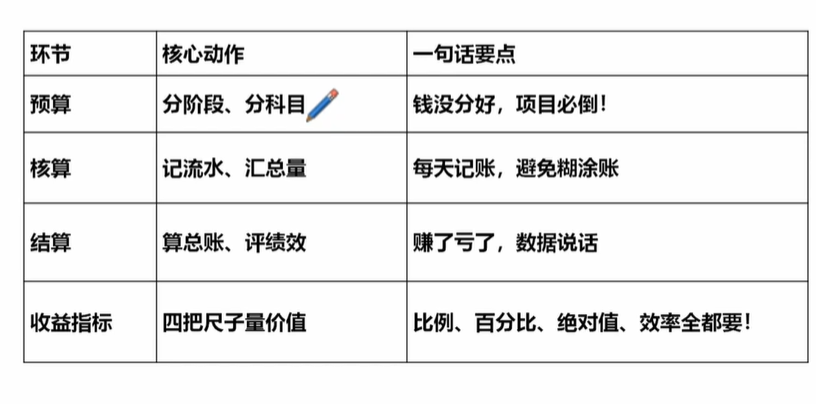 环节 核心动作 一句话要点
预算 分阶段、分科目 钱没分好，项目必倒！
核算 记流水、汇总量 每天记账，避免糊涂账
结算 算总账、评绩效 赚了亏了，数据说话
收益指标 四把尺子量价值 比例、百分比、绝对值、效率全都要！